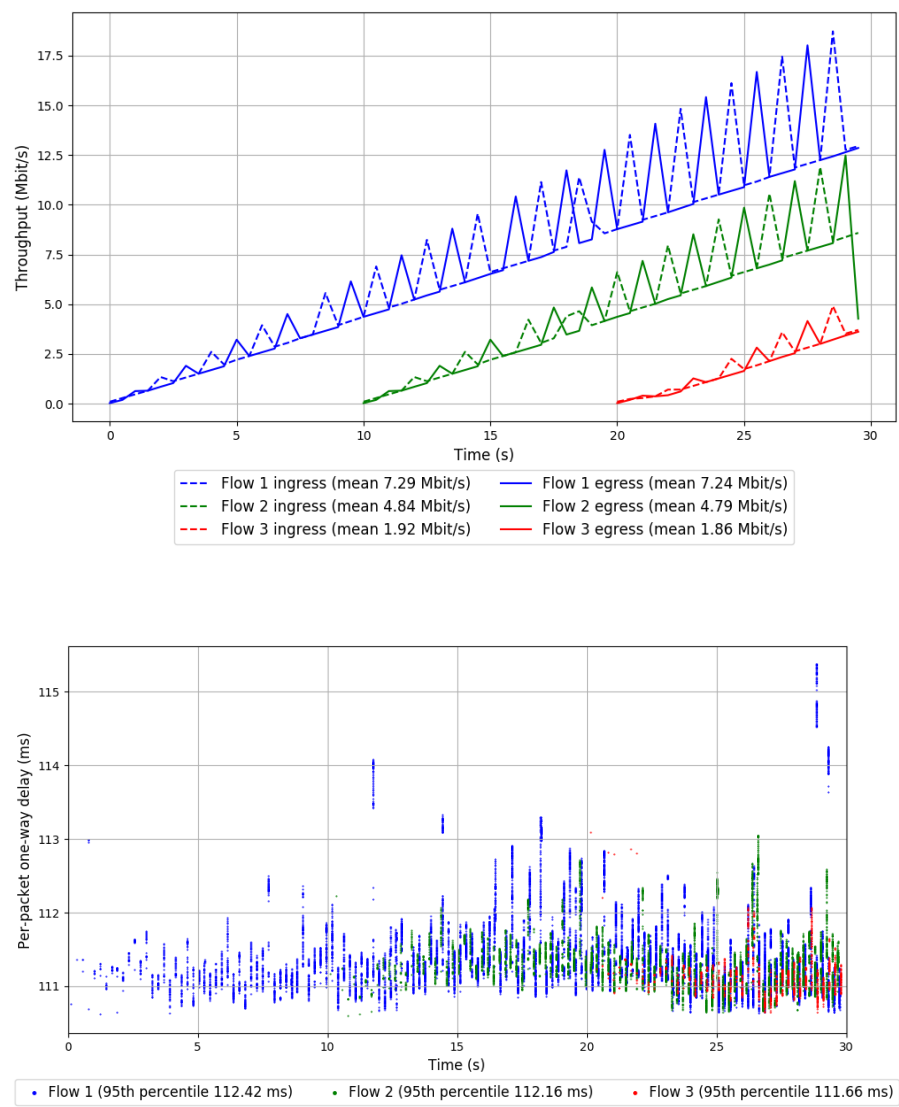 17.5
15.0
12.5
10.0
7.5
5.0
2.5
0.0
Throughput (Mbit/s)
0 5 10 15 20 25 30
Time (s)
Flow 1 ingress (mean 7.29 Mbit/s) Flow 1 egress (mean 7.24 Mbit/s)
Flow 2 ingress (mean 4.84 Mbit/s) Flow 2 egress (mean 4.79 Mbit/s)
Flow 3 ingress (mean 1.92 Mbit/s) Flow 3 egress (mean 1.86 Mbit/s)
115
114
113
112
111
Per-packet one-way delay (ms)
0 5 10 15 20 25 30
Time (s)
Flow 1 (95th percentile 112.42 ms) Flow 2 (95th percentile 112.16 ms) Flow 3 (95th percentile 111.66 ms)